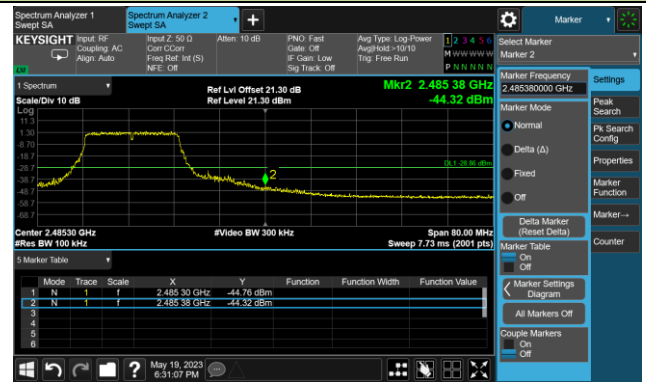 Spectrum Analyzer 1
Swept SA
Spectrum Analyzer 2
Swept SA
Marker
KEYSIGHT
Input: RF
Coupling: AC
Align: Auto
Input Z: 50 Ω
Corr CCorr
Freq Ref: Int (S)
NFE: Off
Atten: 10 dB
PNO: Fast
Gate: Off
IF Gain: Low
Sig Track: Off
Avg Type: Log-Power
Avg|Hold:>10/10
Trig: Free Run
1 2 3 4 5 6
M W W W W W
P N N N N N
Select Marker
Marker 2
1 Spectrum
Ref Lvl Offset 21.30 dB
Mkr2 2.485 38 GHz
Scale/Div 10 dB
Ref Level 21.30 dBm
-44.32 dBm
Log
11.3
1.30
-8.70
-18.7
-28.7
-38.7
-48.7
-58.7
-68.7
DL1 -28.86 dBm
2
Center 2.48530 GHz
#Video BW 300 kHz
Span 80.00 MHz
#Res BW 100 kHz
Sweep 7.73 ms (2001 pts)
5 Marker Table
Mode Trace Scale X Y Function Function Width Function Value
1 N 1 f 2.485 30 GHz -44.76 dBm
2 N 1 f 2.485 38 GHz -44.32 dBm
3
4
5
6
Marker Frequency
2.485380000 GHz
Marker Mode
Normal
Delta (Δ)
Fixed
Off
Delta Marker
(Reset Delta)
Marker Table
On
Off
Marker Settings
Diagram
All Markers Off
Couple Markers
On
Off
Settings
Peak
Search
Pk Search
Config
Properties
Marker
Function
Marker→
Counter
May 19, 2023
6:31:07 PM